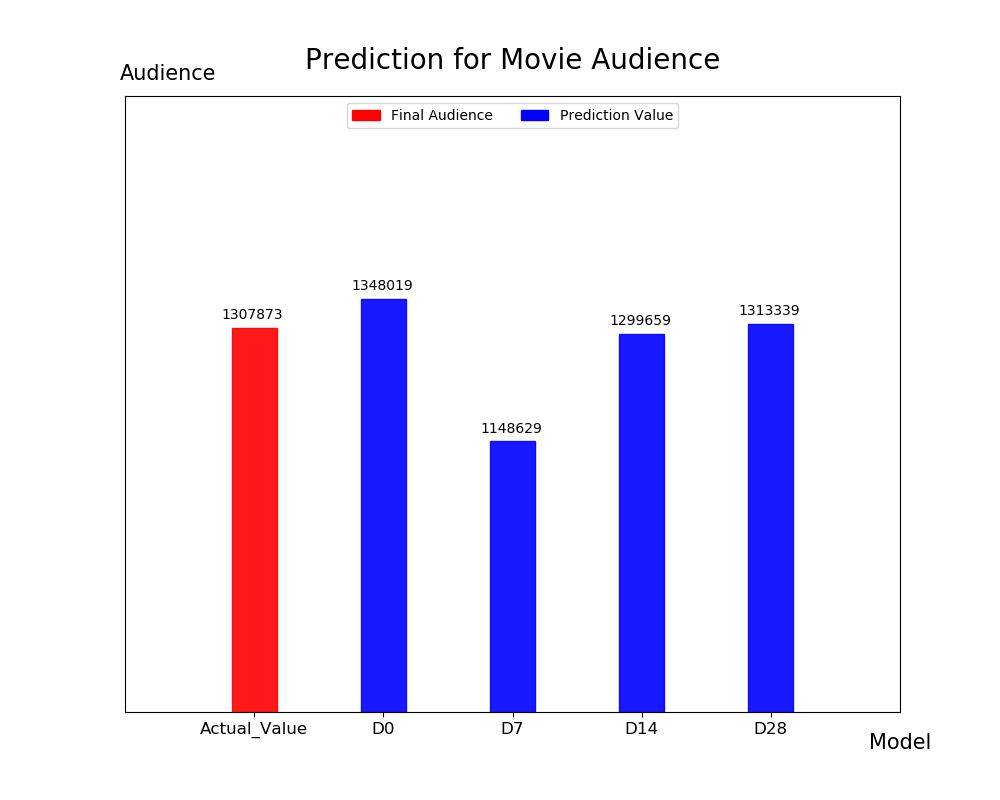 Prediction for Movie Audience
Audience
Final Audience Prediction Value
1348019
1307873
1313339
1299659
1148629
Actual_Value D0 D7 D14 D28
Model